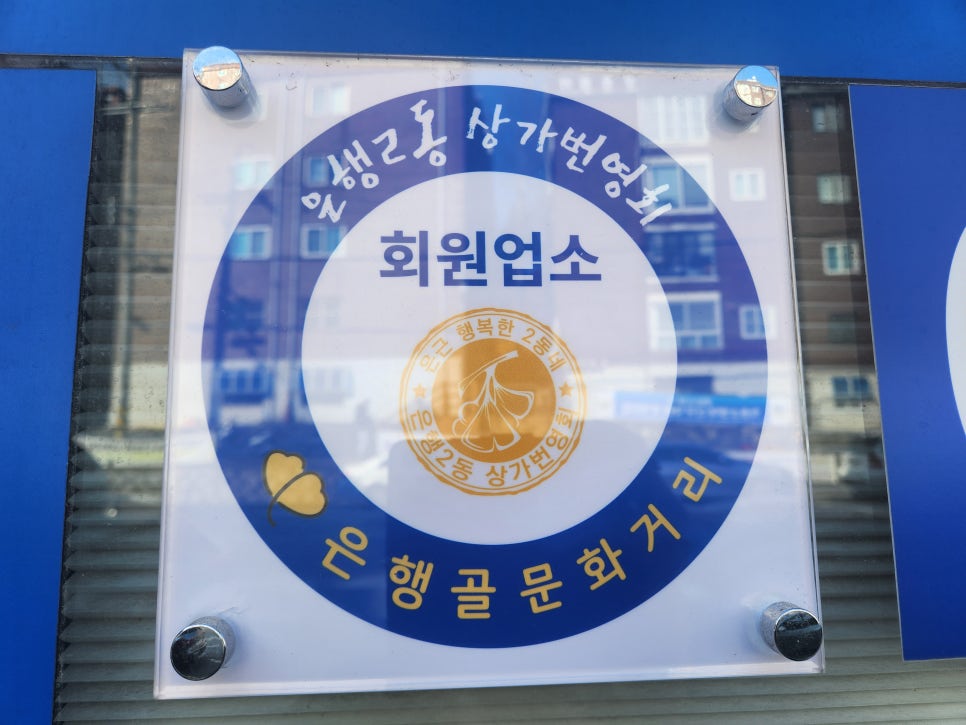 은행2동 상가번영회
회원업소
은근 행복한 2동네
은행2동 상가번영회
은행골문화거리